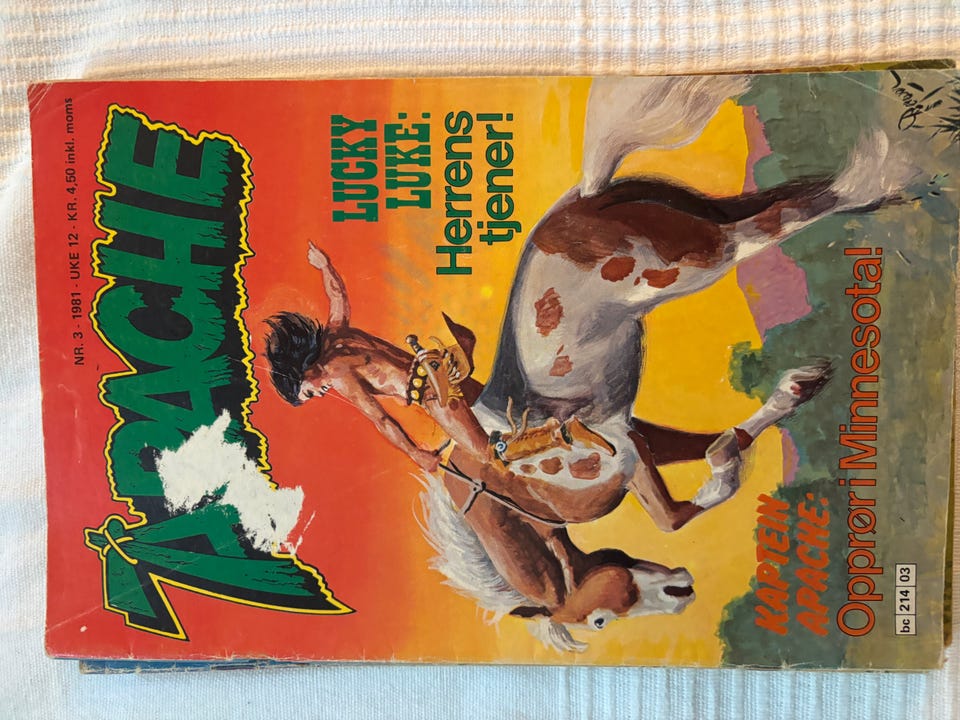 NR. 3 - 1981 - UKE 12 - KR. 4,50 inkl. moms
APACHE
LUCKY
LUKE:
Herrens
tjener!
KAPTEIN
APACHE:
Opprør i Minnesota!
bc 214 03